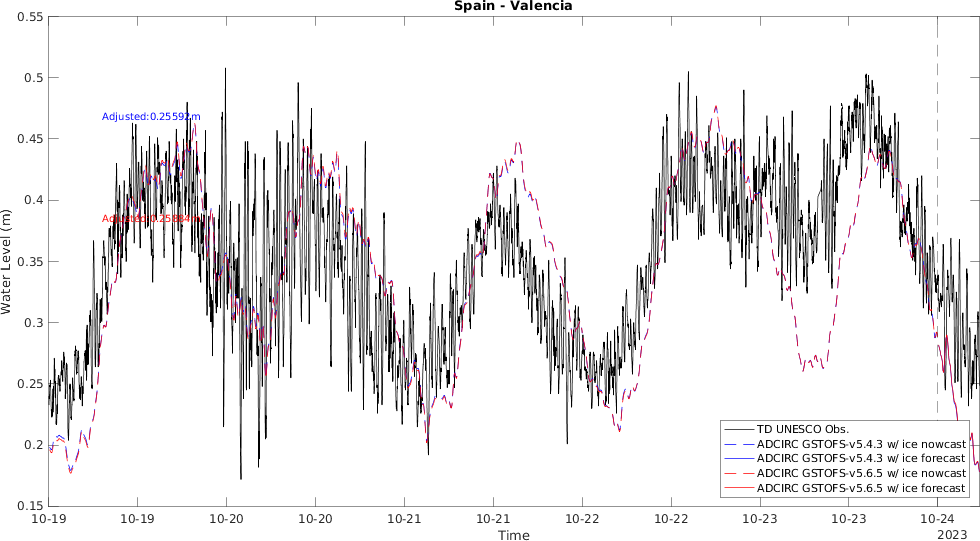 Spain - Valencia
0.55
0.5
0.45
0.4
0.35
0.3
0.25
0.2
0.15
Water Level (m)
Adjusted:0.25592m
TD UNESCO Obs.
ADCIRC GSTOFS-v5.4.3 w/ ice nowcast
ADCIRC GSTOFS-v5.4.3 w/ ice forecast
ADCIRC GSTOFS-v5.6.5 w/ ice nowcast
ADCIRC GSTOFS-v5.6.5 w/ ice forecast
10-19 10-19 10-20 10-20 10-21 10-21 10-22 10-22 10-23 10-23 10-24
Time
2023